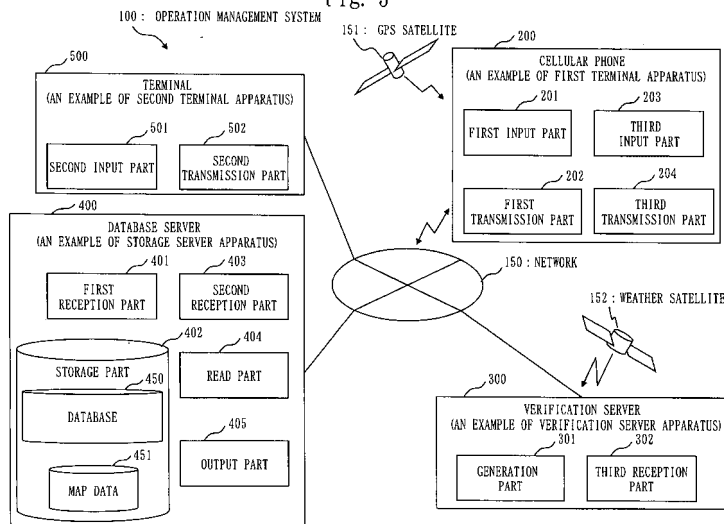 Fig. 3
100: OPERATION MANAGEMENT SYSTEM
151: GPS SATELLITE
200
CELLULAR PHONE
(AN EXAMPLE OF FIRST TERMINAL APPARATUS)
201
FIRST INPUT PART
203
THIRD
INPUT PART
202
FIRST
TRANSMISSION PART
204
THIRD
TRANSMISSION PART
500
TERMINAL
(AN EXAMPLE OF SECOND TERMINAL APPARATUS)
501
SECOND INPUT PART
502
SECOND
TRANSMISSION PART
400
DATABASE SERVER
(AN EXAMPLE OF STORAGE SERVER APPARATUS)
401
FIRST
RECEPTION PART
403
SECOND
RECEPTION PART
402
STORAGE PART
450
DATABASE
451
MAP DATA
404
READ PART
405
OUTPUT PART
150: NETWORK
152: WEATHER SATELLITE
300
VERIFICATION SERVER
(AN EXAMPLE OF VERIFICATION SERVER APPARATUS)
301
GENERATION
PART
302
THIRD RECEPTION
PART